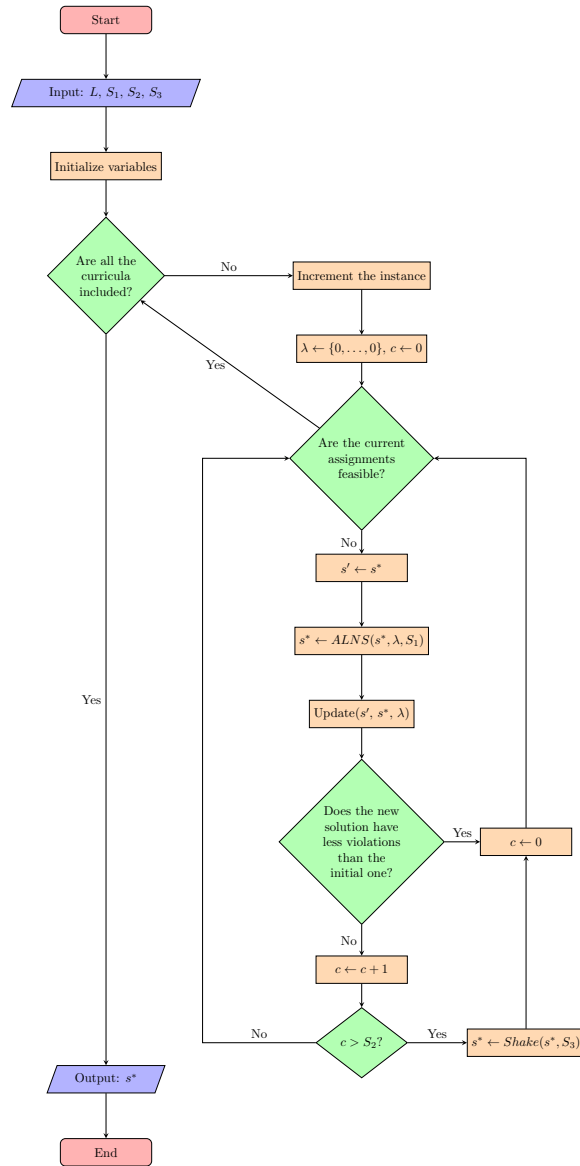 Start
Input: L, S₁, S₂, S₃
Initialize variables
Are all the
curricula
included?
No
Increment the instance
λ ← {0, . . . , 0}, c ← 0
Yes
Are the current
assignments
feasible?
No
s′ ← s*
s* ← ALNS(s*, λ, S₁)
Yes
Update(s′, s*, λ)
Does the new
solution have
less violations
than the
initial one?
Yes
c ← 0
No
c ← c + 1
c > S₂?
No
Yes
s* ← Shake(s*, S₃)
Output: s*
End